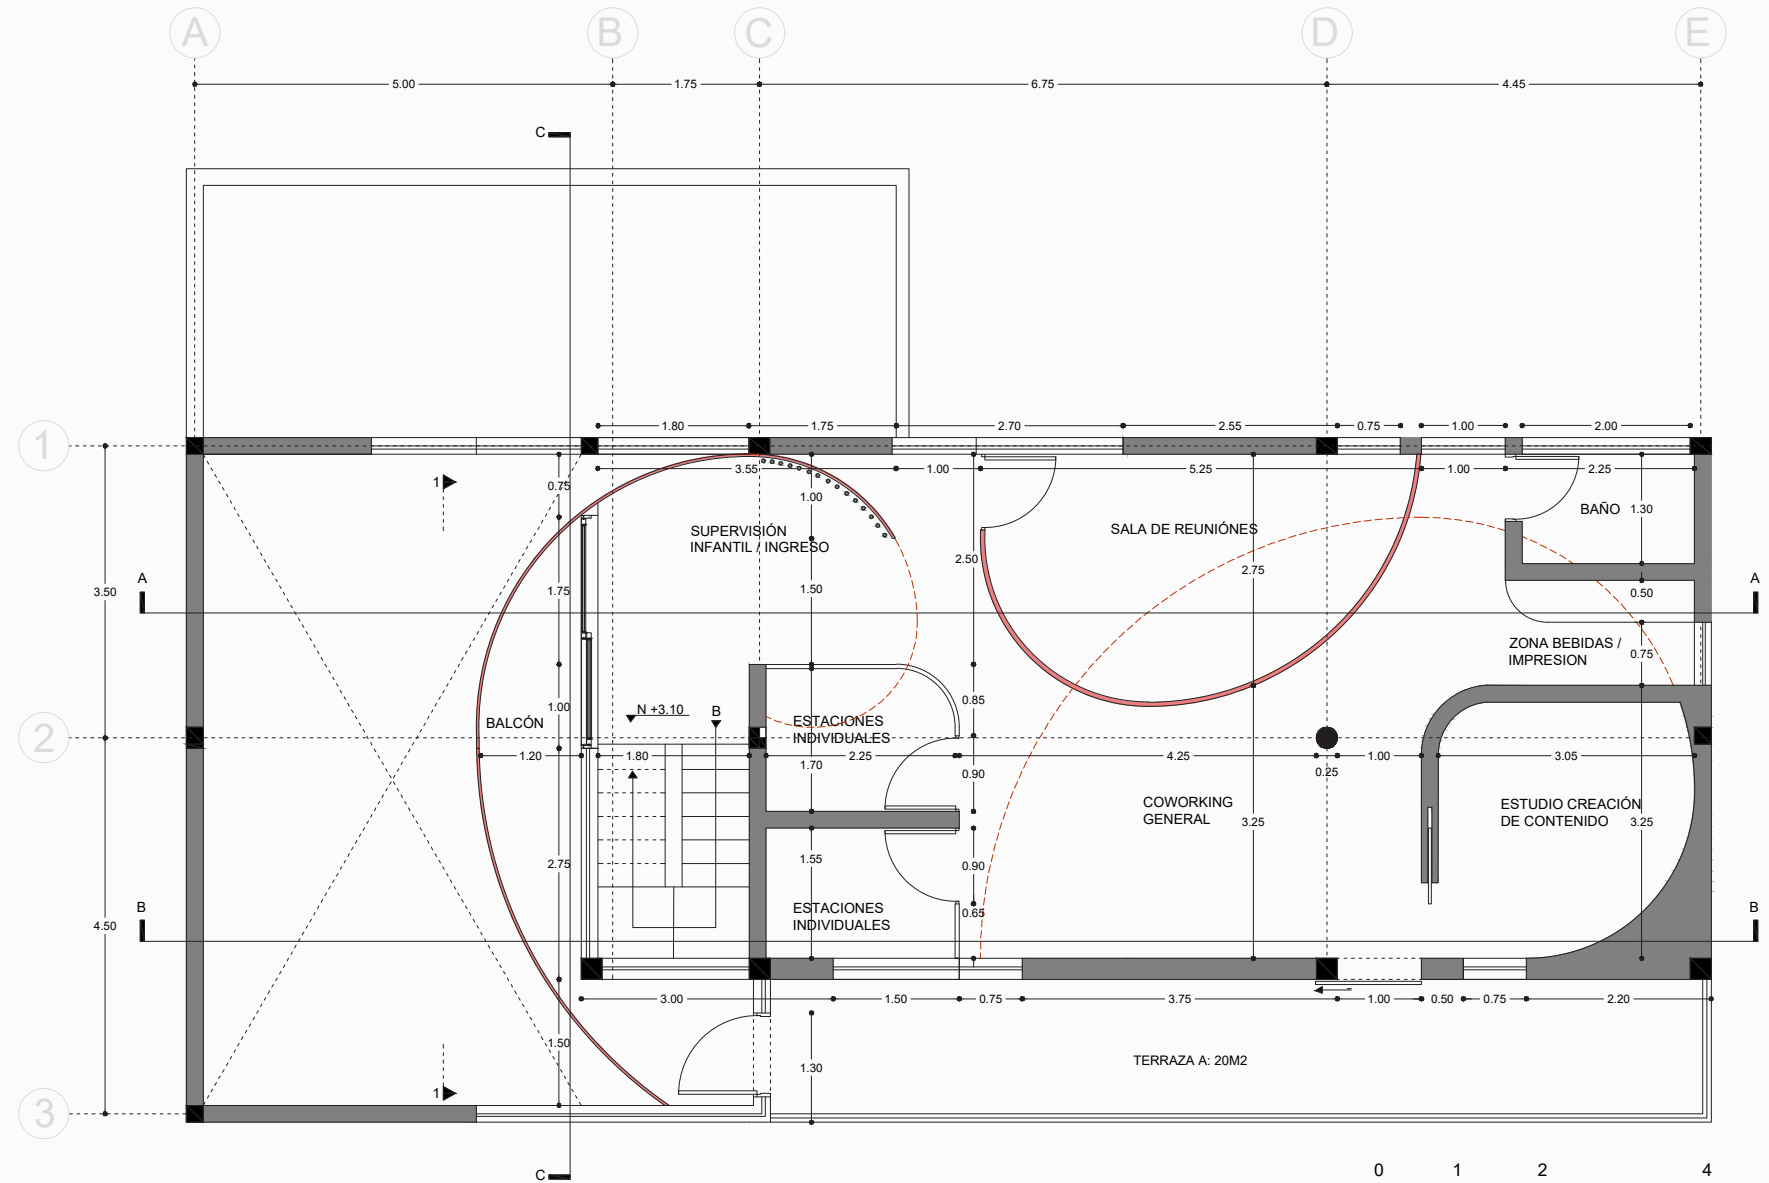 A B C D E
5.00 1.75 6.75 4.45
C
1.80 1.75 2.70 2.55 0.75 1.00 2.00
1
3.55 1.00 5.25 1.00 2.25
0.75
1
1.00
BAÑO 1.30
SUPERVISIÓN
INFANTIL / INGRESO
SALA DE REUNIÓNES
2.50
2.75
A
A
3.50
1.75
1.50
0.50
ZONA BEBIDAS /
IMPRESION
0.75
0.85
1.00
N +3.10
B
BALCÓN
ESTACIONES
INDIVIDUALES
2
1.20 1.80 2.25 4.25 1.00 3.05
1.70
0.90
0.25
COWORKING
GENERAL
3.25
ESTUDIO CREACIÓN
DE CONTENIDO
3.25
2.75
1.55
0.90
B
B
ESTACIONES
INDIVIDUALES
0.65
4.50
3.00 1.50 0.75 3.75 1.00 0.50 0.75 2.20
1.50
1.30
TERRAZA A: 20M2
1
3
C
0 1 2 4